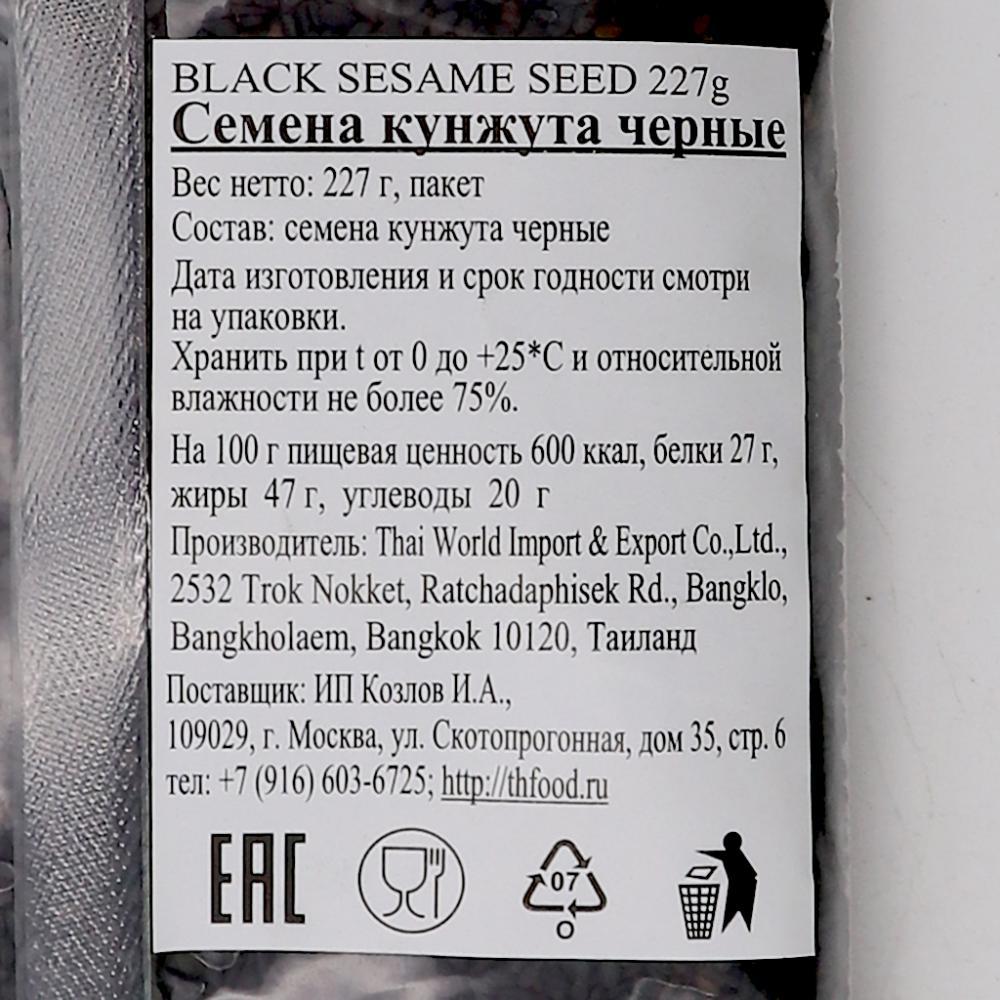 BLACK SESAME SEED 227g
Семена кунжута черные
Вес нетто: 227 г, пакет
Состав: семена кунжута черные
Дата изготовления и срок годности смотри
на упаковки.
Хранить при t от 0 до +25*С и относительной
влажности не более 75%.
На 100 г пищевая ценность 600 ккал, белки 27 г,
жиры 47 г, углеводы 20 г
Производитель: Thai World Import & Export Co.,Ltd.,
2532 Trok Nokket, Ratchadaphisek Rd., Bangklo,
Bangkholaem, Bangkok 10120, Таиланд
Поставщик: ИП Козлов И.А.,
109029, г. Москва, ул. Скотопрогонная, дом 35, стр. 6
тел: +7 (916) 603-6725; http://thfood.ru
ЕАС
07
O